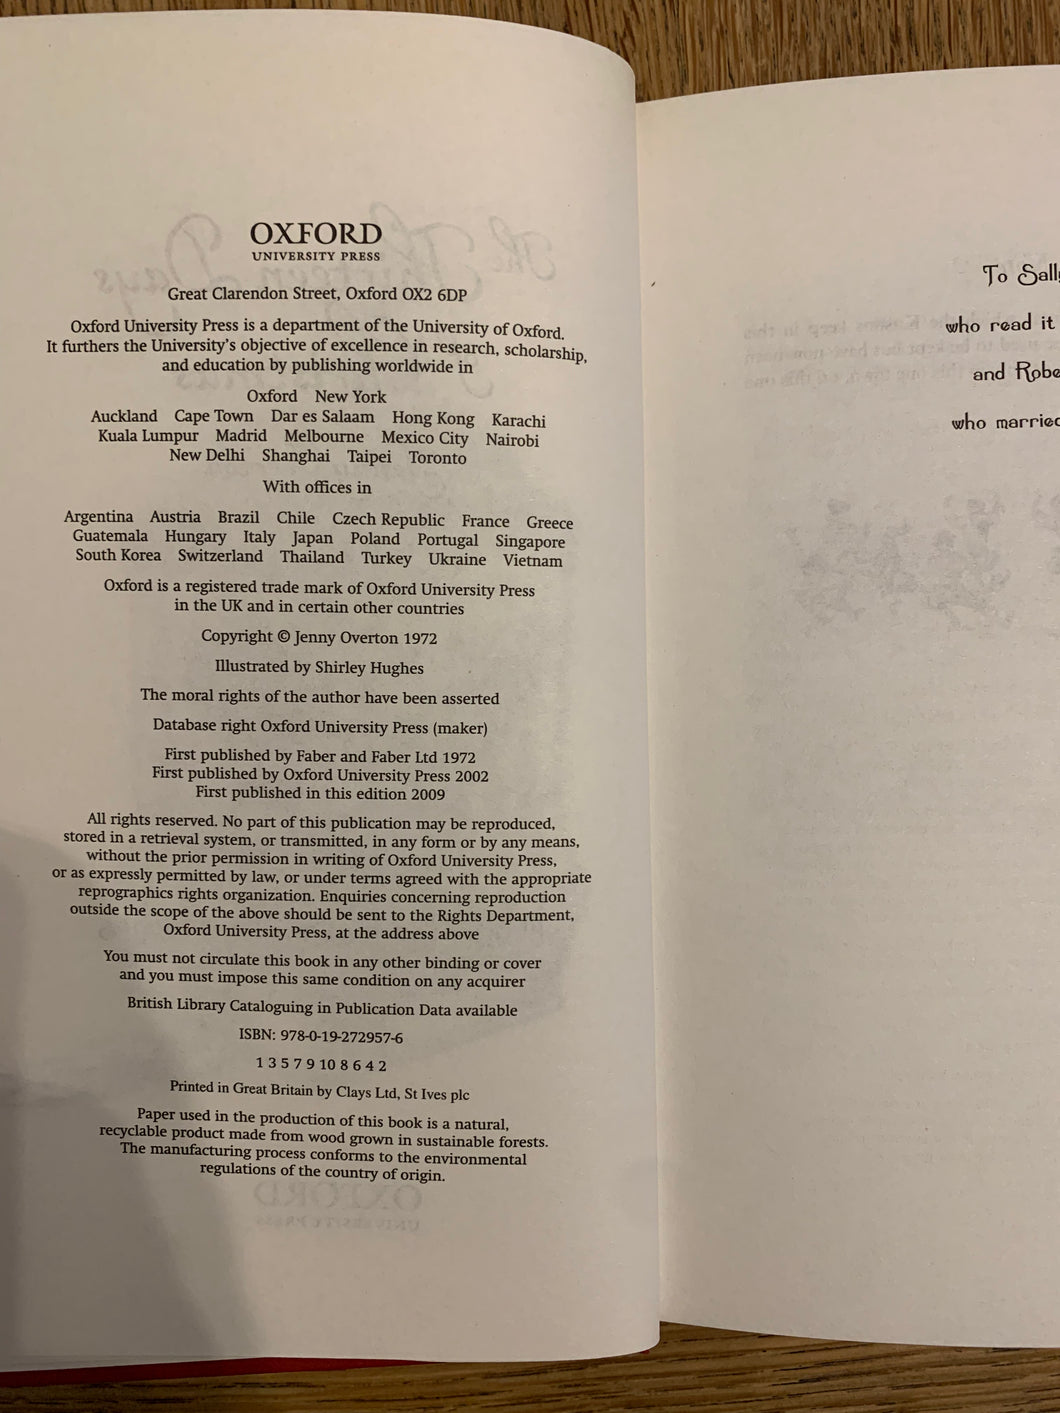 OXFORD
UNIVERSITY PRESS
Great Clarendon Street, Oxford OX2 6DP
Oxford University Press is a department of the University of Oxford.
It furthers the University's objective of excellence in research, scholarship,
and education by publishing worldwide in
Oxford New York
Auckland Cape Town Dar es Salaam Hong Kong Karachi
Kuala Lumpur Madrid Melbourne Mexico City Nairobi
New Delhi Shanghai Taipei Toronto
With offices in
Argentina Austria Brazil Chile Czech Republic France Greece
Guatemala Hungary Italy Japan Poland Portugal Singapore
South Korea Switzerland Thailand Turkey Ukraine Vietnam
Oxford is a registered trade mark of Oxford University Press
in the UK and in certain other countries
Copyright © Jenny Overton 1972
Illustrated by Shirley Hughes
The moral rights of the author have been asserted
Database right Oxford University Press (maker)
First published by Faber and Faber Ltd 1972
First published by Oxford University Press 2002
First published in this edition 2009
All rights reserved. No part of this publication may be reproduced,
stored in a retrieval system, or transmitted, in any form or by any means,
without the prior permission in writing of Oxford University Press,
or as expressly permitted by law, or under terms agreed with the appropriate
reprographics rights organization. Enquiries concerning reproduction
outside the scope of the above should be sent to the Rights Department,
Oxford University Press, at the address above
You must not circulate this book in any other binding or cover
and you must impose this same condition on any acquirer
British Library Cataloguing in Publication Data available
ISBN: 978-0-19-272957-6
1 3 5 7 9 10 8 6 4 2
Printed in Great Britain by Clays Ltd, St Ives plc
Paper used in the production of this book is a natural,
recyclable product made from wood grown in sustainable forests.
The manufacturing process conforms to the environmental
regulations of the country of origin.
To
who read it
and
who